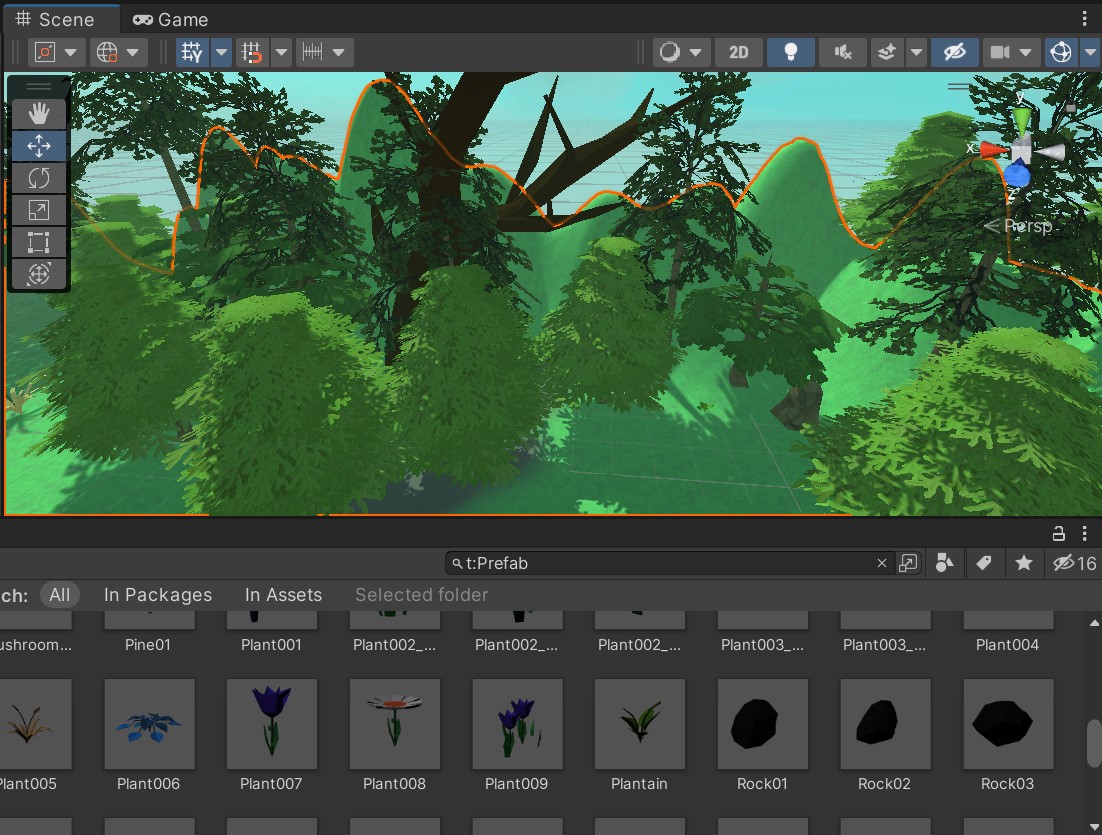 Scene Game
2D
y
x
z
Persp
t:Prefab
16
ch: All In Packages In Assets Selected folder
ushroom... Pine01 Plant001 Plant002_... Plant002_... Plant002_... Plant003_... Plant003_... Plant004
Plant005 Plant006 Plant007 Plant008 Plant009 Plantain Rock01 Rock02 Rock03